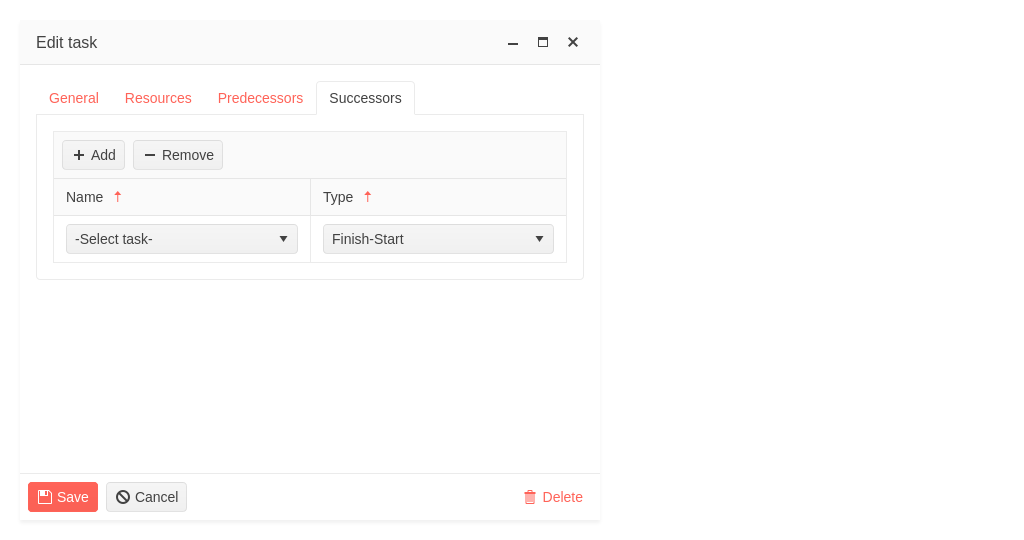 Edit task
General Resources Predecessors Successors
Add Remove
Name Type
-Select task- Finish-Start
Save Cancel Delete